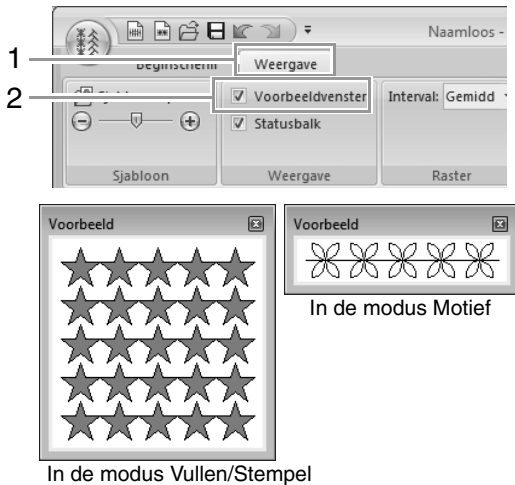 Naamloos -
1
Beginscherm
Weergave
2
Voorbeeldvenster
Interval: Gemidd
Statusbalk
Sjabloon
Weergave
Raster
Voorbeeld
Voorbeeld
In de modus Motief
In de modus Vullen/Stempel